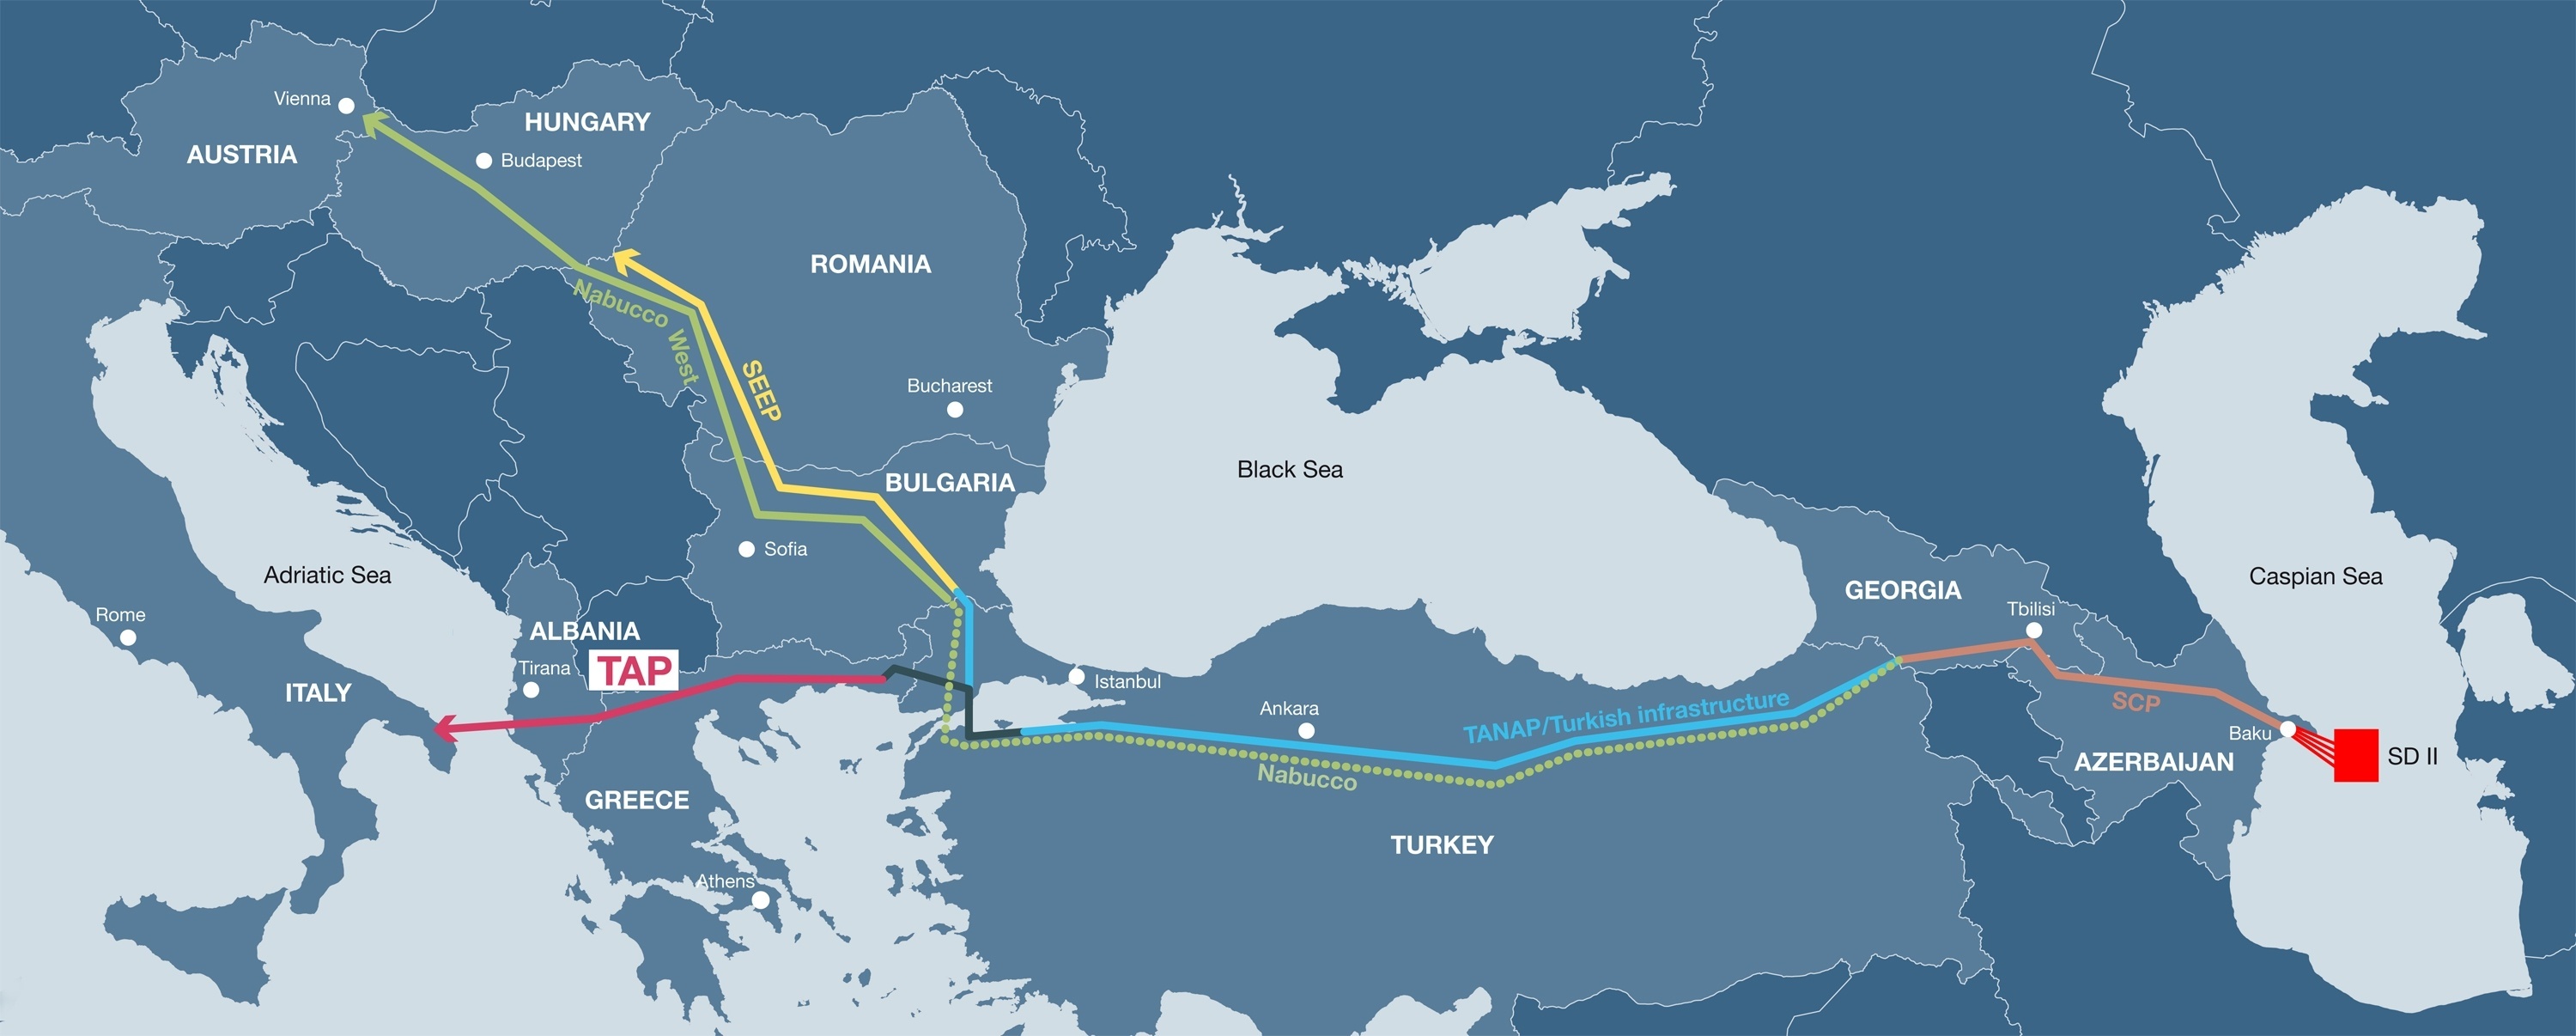 Vienna
HUNGARY
AUSTRIA
Budapest
ROMANIA
Nabucco West
SEEP
Bucharest
BULGARIA
Black Sea
Sofia
Adriatic Sea
Caspian Sea
GEORGIA
Tbilisi
Rome
ALBANIA
Tirana
TAP
ITALY
Istanbul
Ankara
TANAP/Turkish infrastructure
SCP
Baku
SD II
AZERBAIJAN
Nabucco
GREECE
TURKEY
Athens